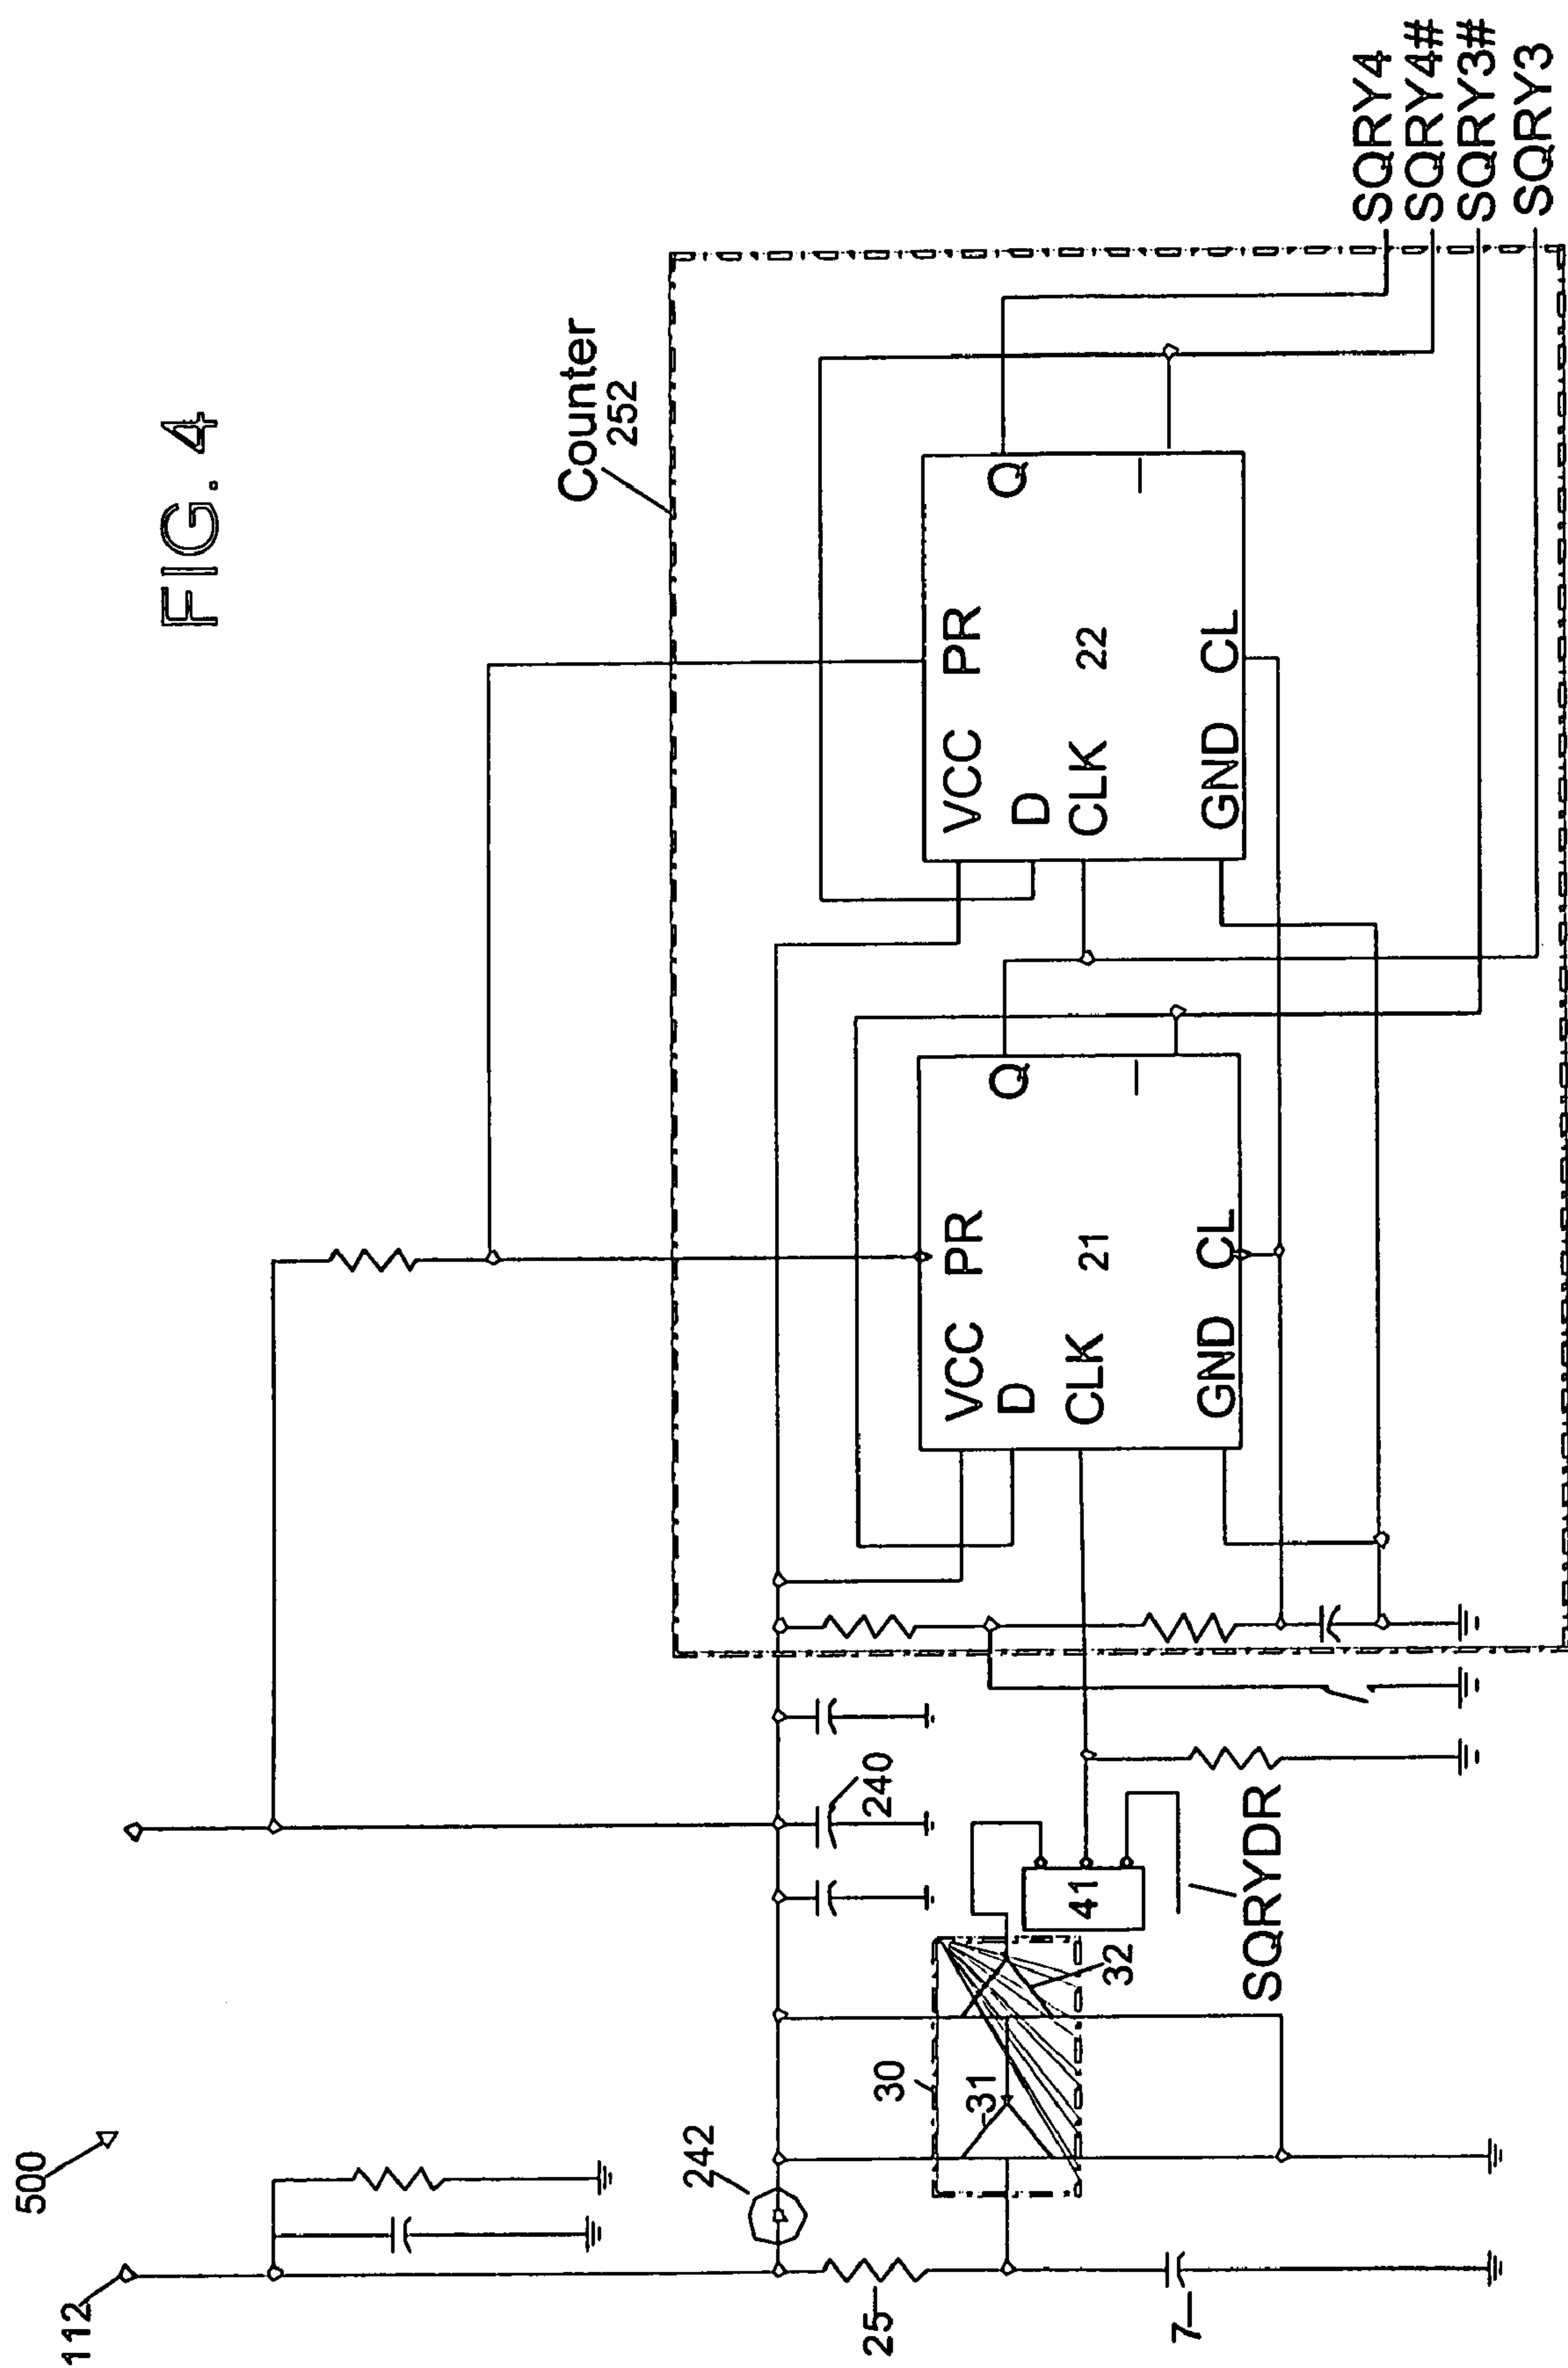 FIG. 4
500
112
242
25
7
30
31
32
41
SQRYDR
240
Counter
252
VCC
PR
D
CLK
21
GND
CL
Q
VCC
PR
D
CLK
22
GND
CL
Q
SQRY4
SQRY4#
SQRY3#
SQRY3